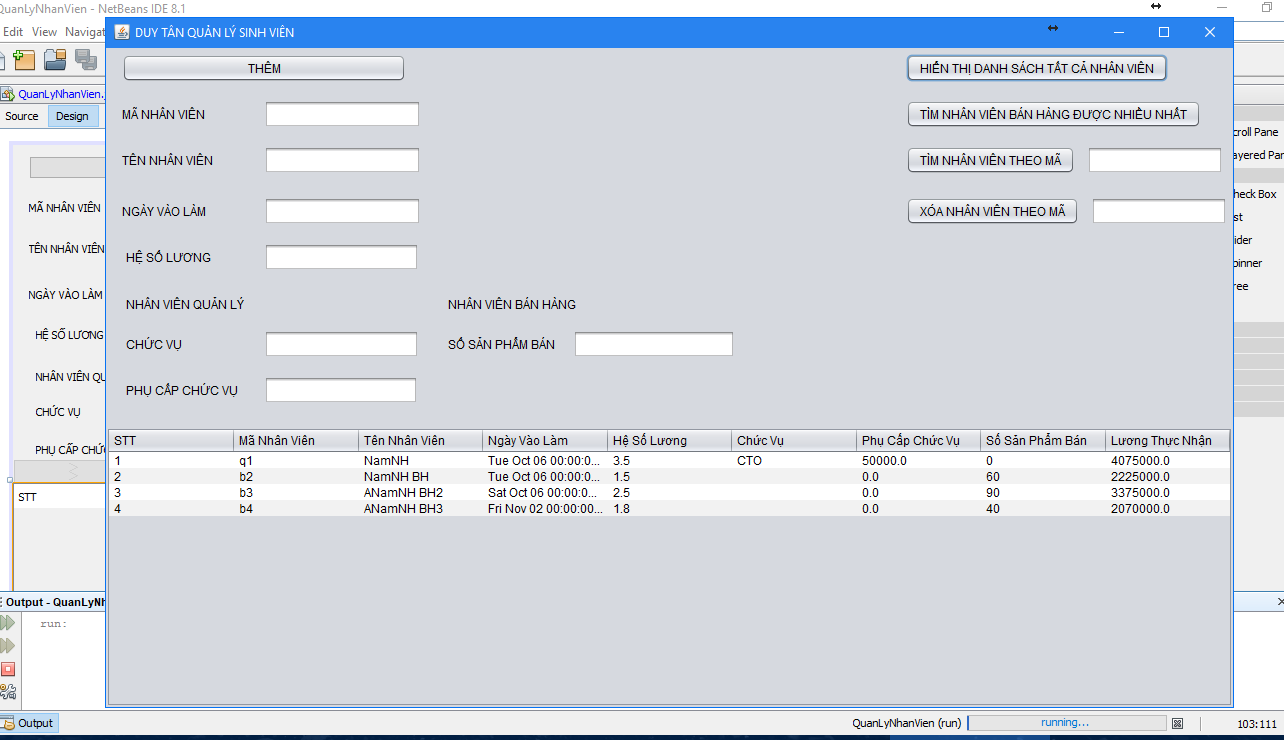 QuanLyNhanVien - NetBeans IDE 8.1
Edit View Navigat
DUY TÂN QUẢN LÝ SINH VIÊN
QuanLyNhanVien.
Source Design
THÊM
HIỂN THỊ DANH SÁCH TẤT CẢ NHÂN VIÊN
MÃ NHÂN VIÊN
TÌM NHÂN VIÊN BÁN HÀNG ĐƯỢC NHIỀU NHẤT
TÊN NHÂN VIÊN
TÌM NHÂN VIÊN THEO MÃ
NGÀY VÀO LÀM
XÓA NHÂN VIÊN THEO MÃ
HỆ SỐ LƯƠNG
NHÂN VIÊN QUẢN LÝ NHÂN VIÊN BÁN HÀNG
CHỨC VỤ SỐ SẢN PHẨM BÁN
PHỤ CẤP CHỨC VỤ
MÃ NHÂN VIÊN
TÊN NHÂN VIÊN
NGÀY VÀO LÀM
HỆ SỐ LƯƠNG
NHÂN VIÊN QU
CHỨC VỤ
PHỤ CẤP CHỨC
STT
croll Pane
ayered Pan
heck Box
st
ider
pinner
ree
STT Mã Nhân Viên Tên Nhân Viên Ngày Vào Làm Hệ Số Lương Chức Vụ Phụ Cấp Chức Vụ Số Sản Phẩm Bán Lương Thực Nhận
1 q1 NamNH Tue Oct 06 00:00:0... 3.5 CTO 50000.0 0 4075000.0
2 b2 NamNH BH Tue Oct 06 00:00:0... 1.5 0.0 60 2225000.0
3 b3 ANamNH BH2 Sat Oct 06 00:00:0... 2.5 0.0 90 3375000.0
4 b4 ANamNH BH3 Fri Nov 02 00:00:00... 1.8 0.0 40 2070000.0
Output - QuanLyNh
run:
Output
QuanLyNhanVien (run) running... 103:111